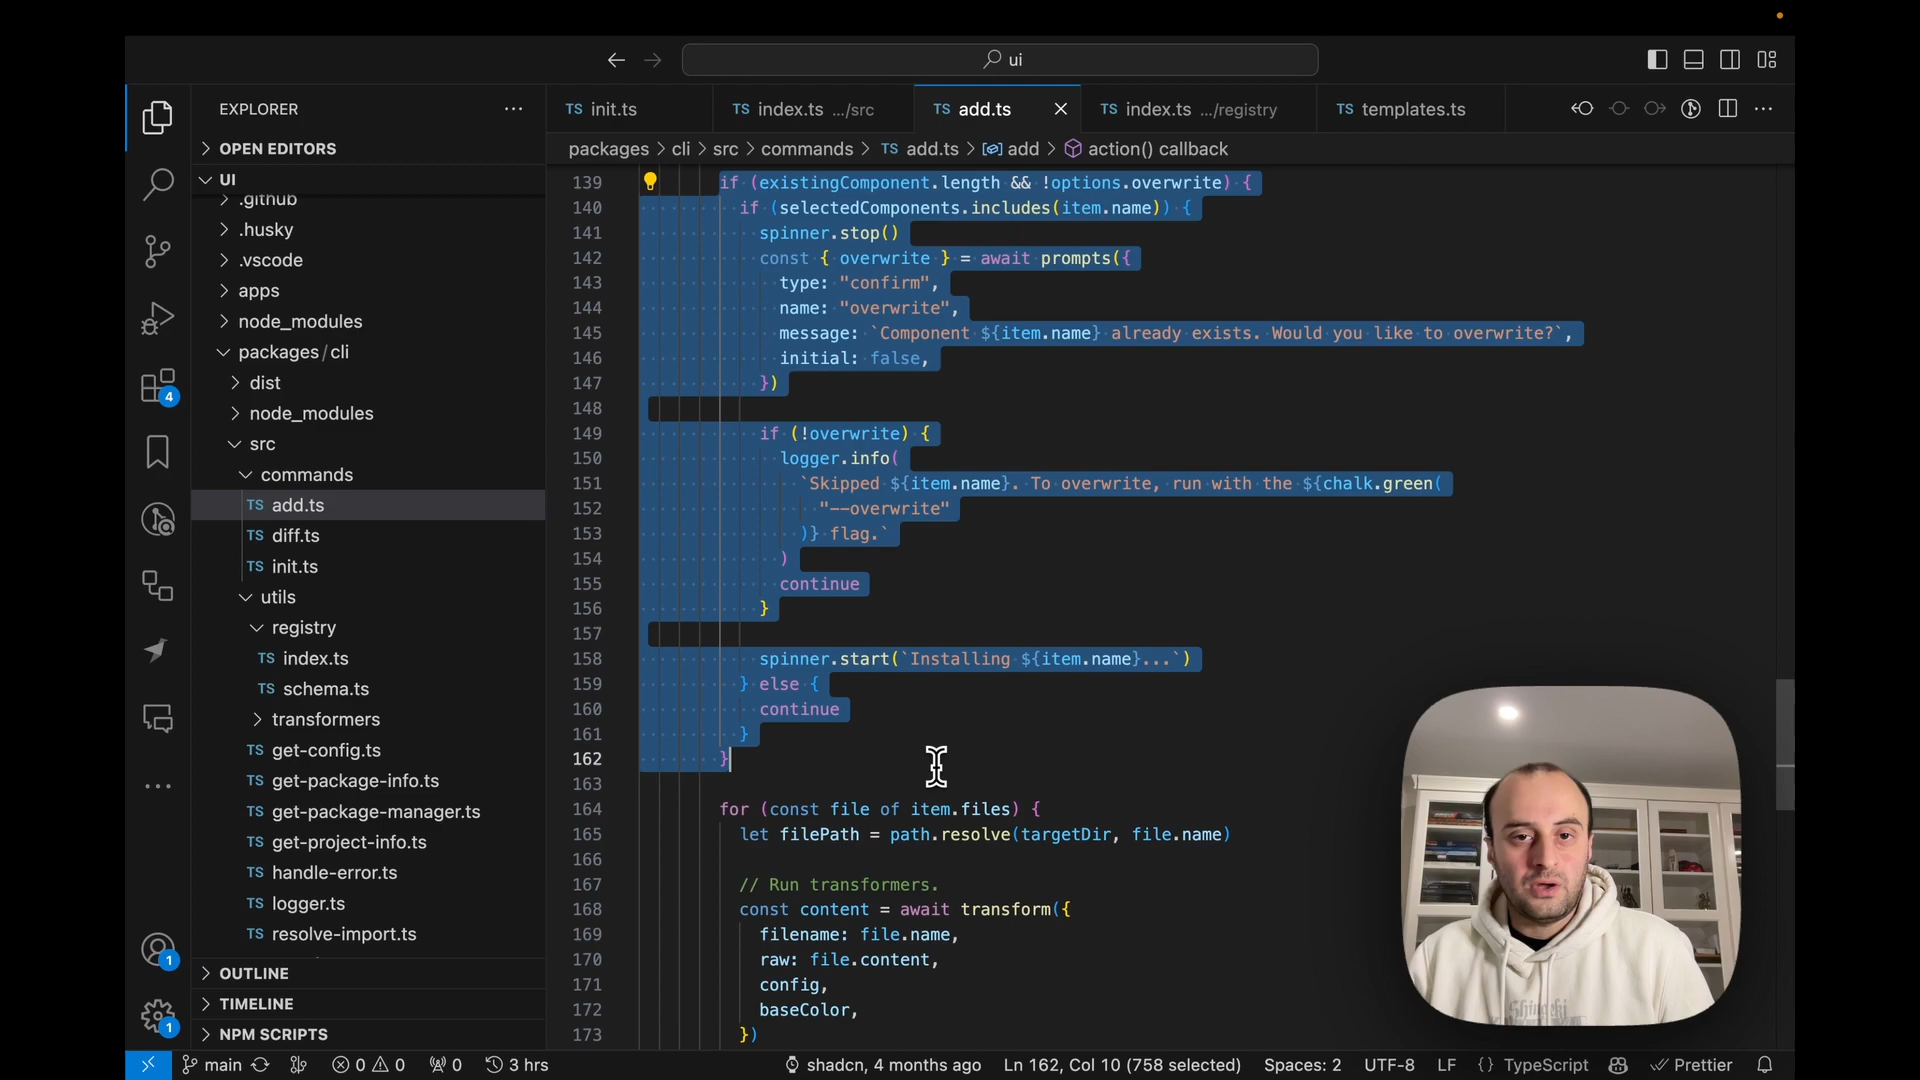 ui
EXPLORER
init.ts
index.ts .../src
add.ts
index.ts .../registry
templates.ts
packages > cli > src > commands > TS add.ts > add > action() callback
OPEN EDITORS
UI
.github
.husky
.vscode
apps
node_modules
packages / cli
dist
node_modules
src
commands
TS add.ts
TS diff.ts
TS init.ts
utils
registry
TS index.ts
TS schema.ts
transformers
TS get-config.ts
TS get-package-info.ts
TS get-package-manager.ts
TS get-project-info.ts
TS handle-error.ts
TS logger.ts
TS resolve-import.ts
OUTLINE
TIMELINE
NPM SCRIPTS
4
1
1
139 if (existingComponent.length && !options.overwrite) {
140 if (selectedComponents.includes(item.name)) {
141 spinner.stop()
142 const { overwrite } = await prompts({
143 type: "confirm",
144 name: "overwrite",
145 message: `Component ${item.name} already exists. Would you like to overwrite?`,
146 initial: false,
147 })
148
149 if (!overwrite) {
150 logger.info(
151 `Skipped ${item.name}. To overwrite, run with the ${chalk.green(
152 "--overwrite"
153 )} flag.`
154 )
155 continue
156 }
157
158 spinner.start(`Installing ${item.name}...`)
159 } else {
160 continue
161 }
162 }
163
164 for (const file of item.files) {
165 let filePath = path.resolve(targetDir, file.name)
166
167 // Run transformers.
168 const content = await transform({
169 filename: file.name,
170 raw: file.content,
171 config,
172 baseColor,
173 })
main 0 0 0 3 hrs shadcn, 4 months ago Ln 162, Col 10 (758 selected) Spaces: 2 UTF-8 LF {} TypeScript Prettier